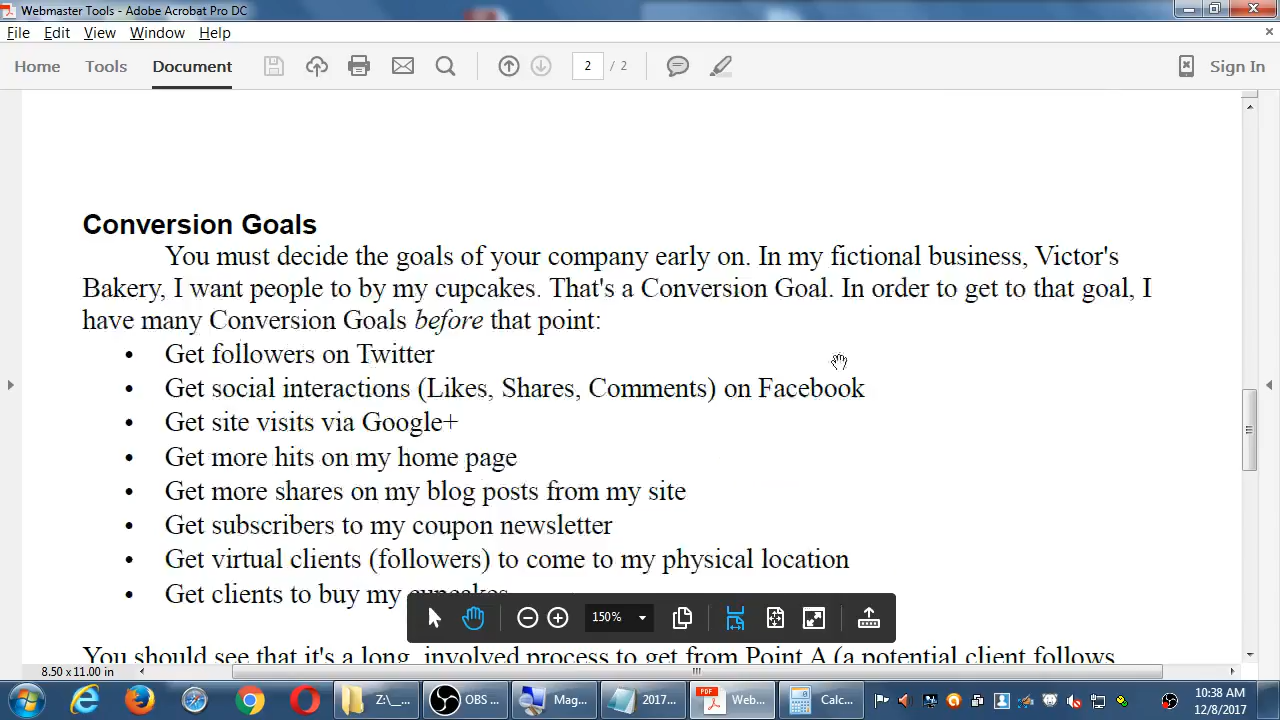 Webmaster Tools - Adobe Acrobat Pro DC
File Edit View Window Help
Home Tools Document 2 / 2 Sign In
Conversion Goals
You must decide the goals of your company early on. In my fictional business, Victor's
Bakery, I want people to by my cupcakes. That's a Conversion Goal. In order to get to that goal, I
have many Conversion Goals before that point:
• Get followers on Twitter
• Get social interactions (Likes, Shares, Comments) on Facebook
• Get site visits via Google+
• Get more hits on my home page
• Get more shares on my blog posts from my site
• Get subscribers to my coupon newsletter
• Get virtual clients (followers) to come to my physical location
• Get clients to buy my cupcakes
150%
You should see that it's a long, involved process to get from Point A (a potential client follows
8.50 x 11.00 in
Z:\_... OBS ... Mag... 2017... PDF Web... Calc... 10:38 AM
12/8/2017